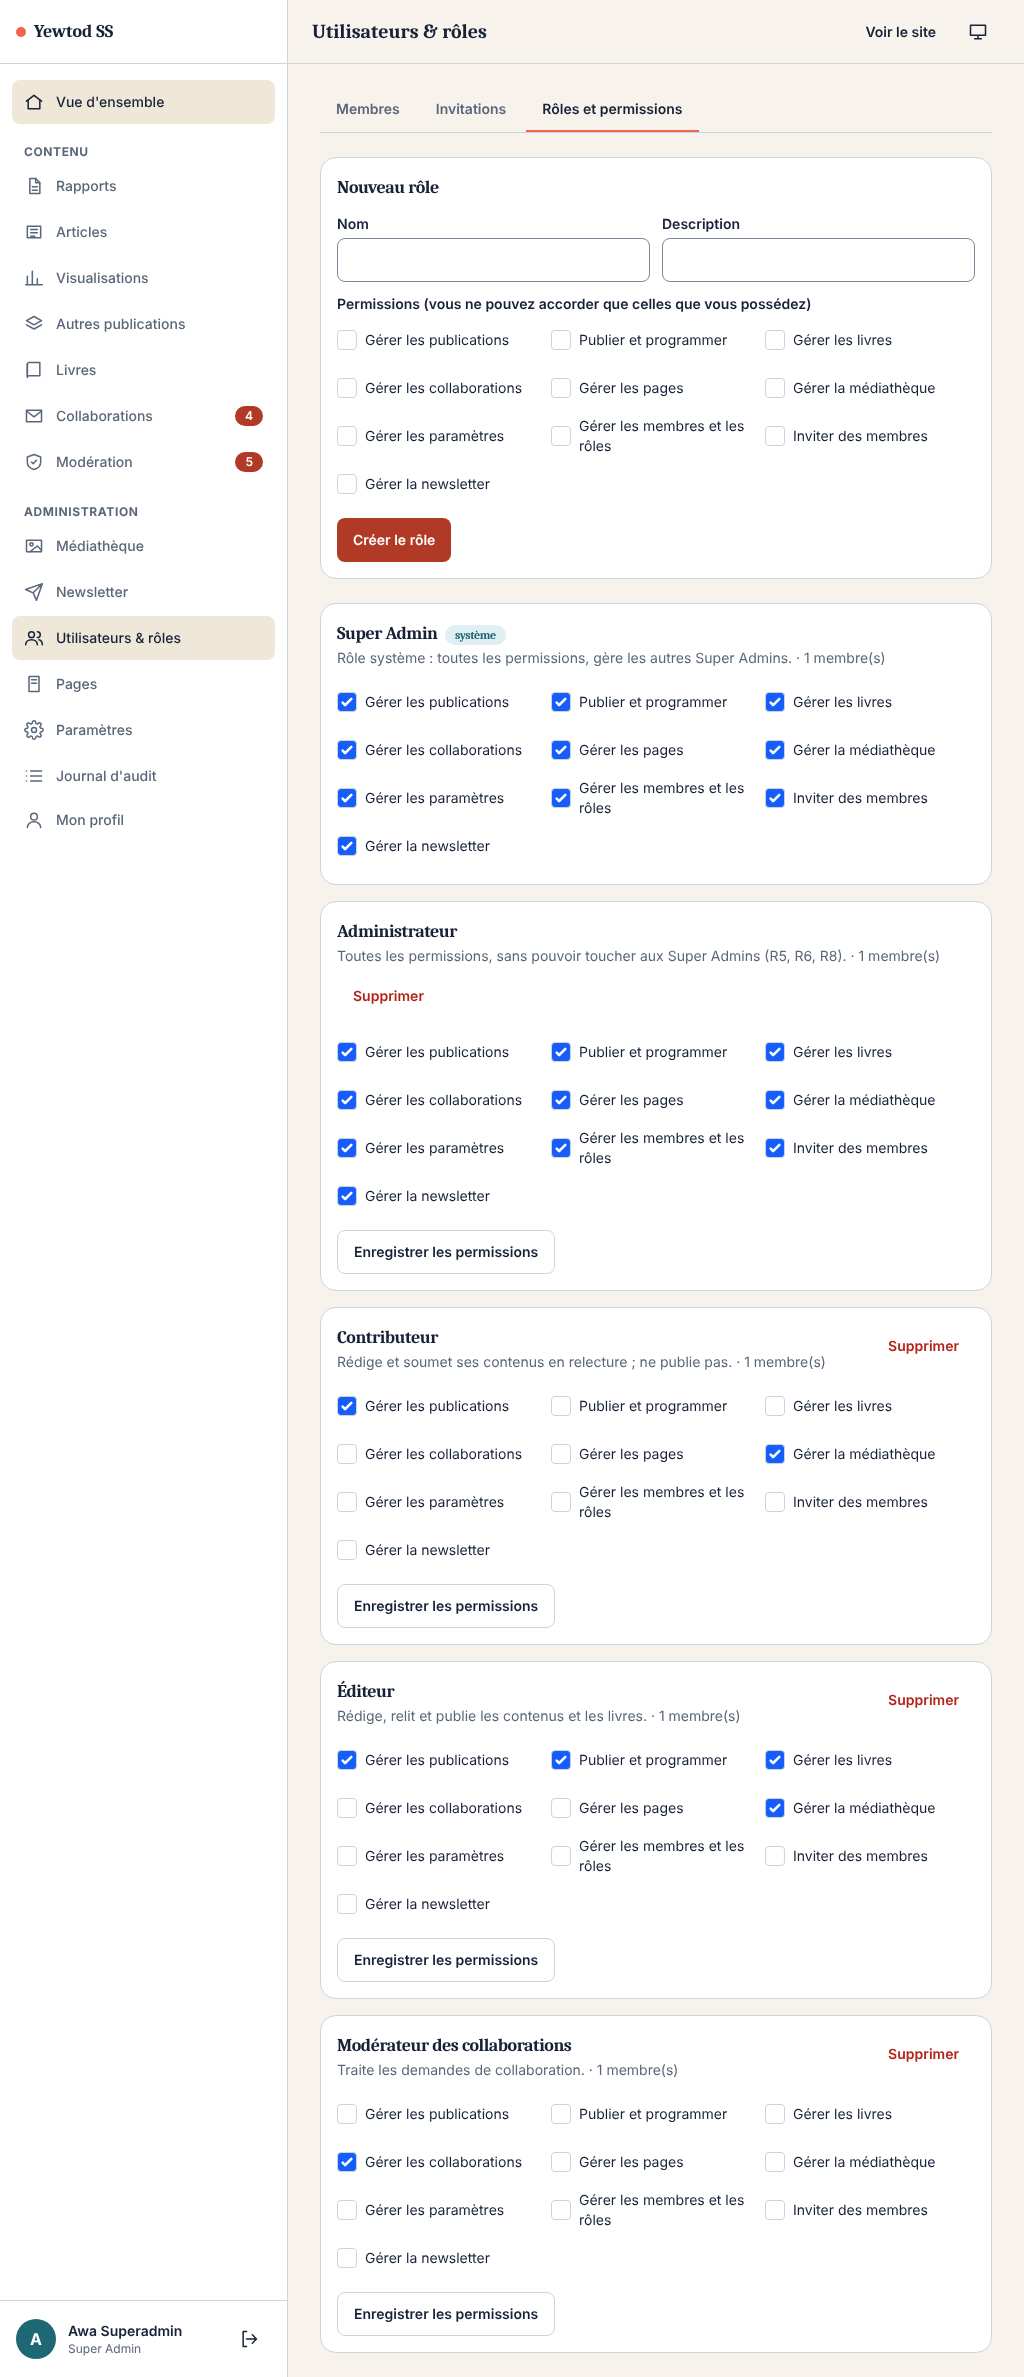 Yewtod SS
Vue d'ensemble
CONTENU
Rapports
Articles
Visualisations
Autres publications
Livres
Collaborations 4
Modération 5
ADMINISTRATION
Médiathèque
Newsletter
Utilisateurs & rôles
Pages
Paramètres
Journal d'audit
Mon profil
A
Awa Superadmin
Super Admin
Utilisateurs & rôles
Voir le site
Membres Invitations Rôles et permissions
Nouveau rôle
Nom Description
Permissions (vous ne pouvez accorder que celles que vous possédez)
Gérer les publications Publier et programmer Gérer les livres
Gérer les collaborations Gérer les pages Gérer la médiathèque
Gérer les paramètres Gérer les membres et les rôles Inviter des membres
Gérer la newsletter
Créer le rôle
Super Admin système
Rôle système : toutes les permissions, gère les autres Super Admins. · 1 membre(s)
Gérer les publications Publier et programmer Gérer les livres
Gérer les collaborations Gérer les pages Gérer la médiathèque
Gérer les paramètres Gérer les membres et les rôles Inviter des membres
Gérer la newsletter
Administrateur
Toutes les permissions, sans pouvoir toucher aux Super Admins (R5, R6, R8). · 1 membre(s)
Supprimer
Gérer les publications Publier et programmer Gérer les livres
Gérer les collaborations Gérer les pages Gérer la médiathèque
Gérer les paramètres Gérer les membres et les rôles Inviter des membres
Gérer la newsletter
Enregistrer les permissions
Contributeur
Rédige et soumet ses contenus en relecture ; ne publie pas. · 1 membre(s)
Supprimer
Gérer les publications Publier et programmer Gérer les livres
Gérer les collaborations Gérer les pages Gérer la médiathèque
Gérer les paramètres Gérer les membres et les rôles Inviter des membres
Gérer la newsletter
Enregistrer les permissions
Éditeur
Rédige, relit et publie les contenus et les livres. · 1 membre(s)
Supprimer
Gérer les publications Publier et programmer Gérer les livres
Gérer les collaborations Gérer les pages Gérer la médiathèque
Gérer les paramètres Gérer les membres et les rôles Inviter des membres
Gérer la newsletter
Enregistrer les permissions
Modérateur des collaborations
Traite les demandes de collaboration. · 1 membre(s)
Supprimer
Gérer les publications Publier et programmer Gérer les livres
Gérer les collaborations Gérer les pages Gérer la médiathèque
Gérer les paramètres Gérer les membres et les rôles Inviter des membres
Gérer la newsletter
Enregistrer les permissions